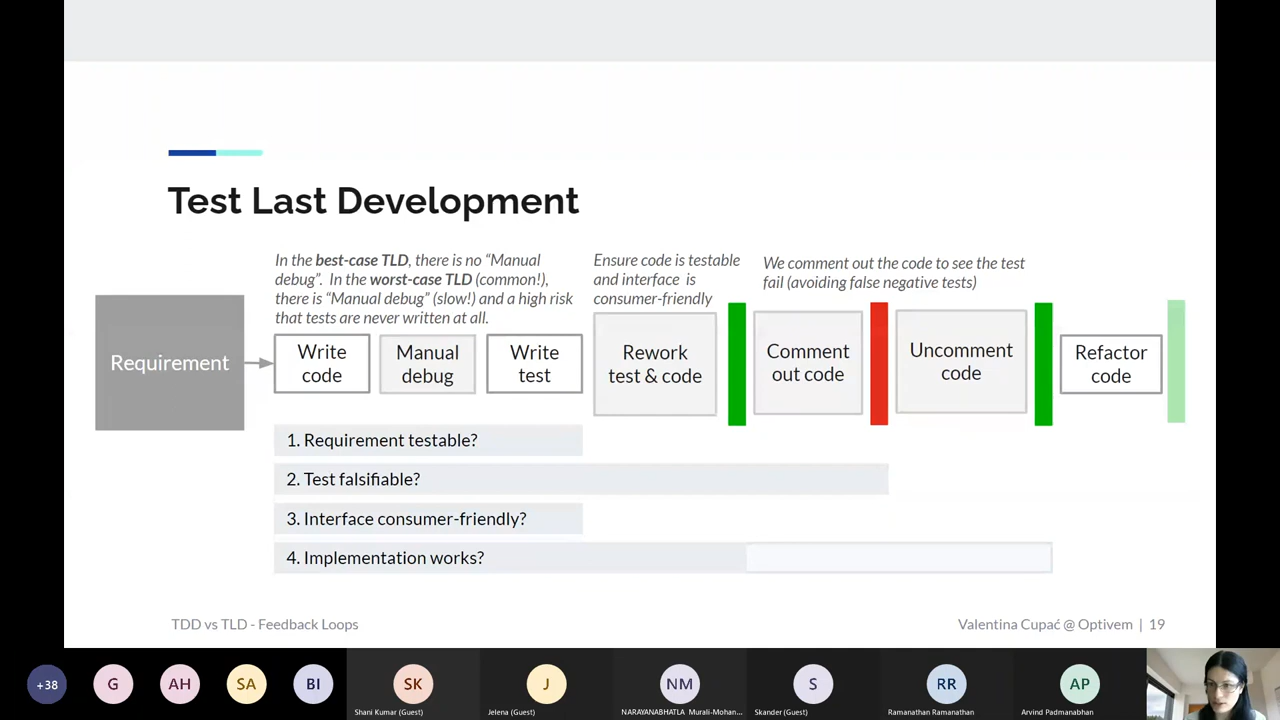 Test Last Development
In the best-case TLD, there is no “Manual
debug”. In the worst-case TLD (common!),
there is “Manual debug” (slow!) and a high risk
that tests are never written at all.
Ensure code is testable
and interface is
consumer-friendly
We comment out the code to see the test
fail (avoiding false negative tests)
Requirement
Write
code
Manual
debug
Write
test
Rework
test & code
Comment
out code
Uncomment
code
Refactor
code
1. Requirement testable?
2. Test falsifiable?
3. Interface consumer-friendly?
4. Implementation works?
TDD vs TLD - Feedback Loops
Valentina Cupać @ Optivem | 19
+38
G
AH
SA
BI
SK
Shani Kumar (Guest)
J
Jelena (Guest)
NM
NARAYANABHATLA Murali-Mohan...
S
Skander (Guest)
RR
Ramanathan Ramanathan
AP
Arvind Padmanabhan